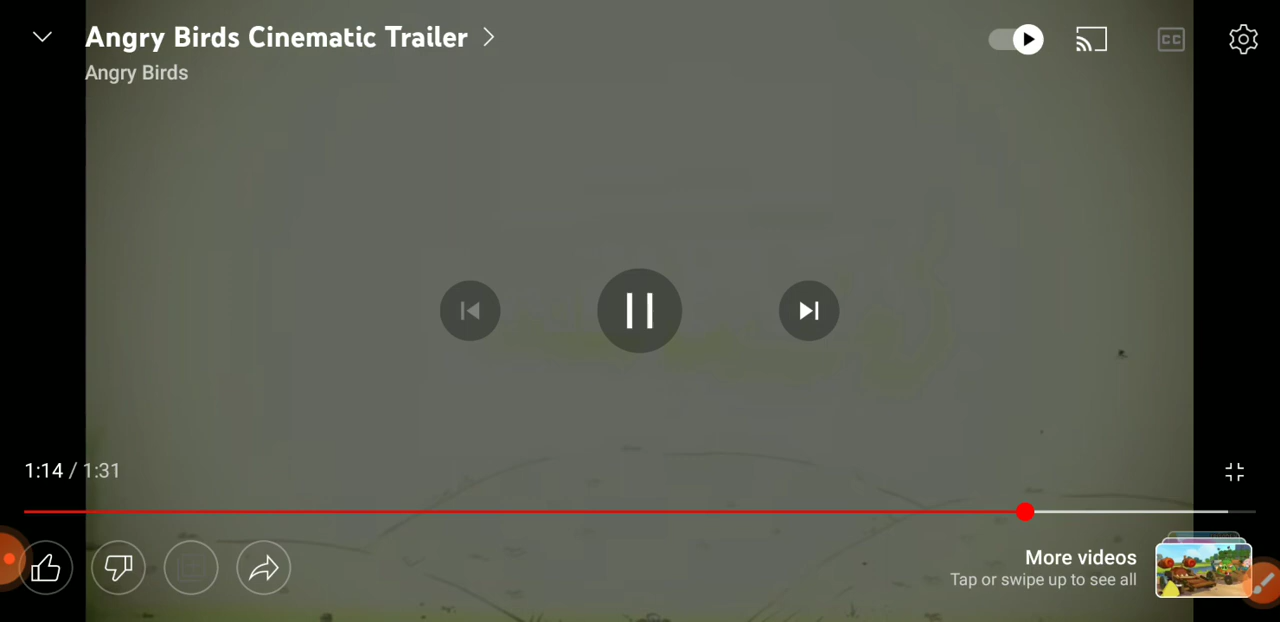 Angry Birds Cinematic Trailer
Angry Birds
CC
1:14 / 1:31
More videos
Tap or swipe up to see all